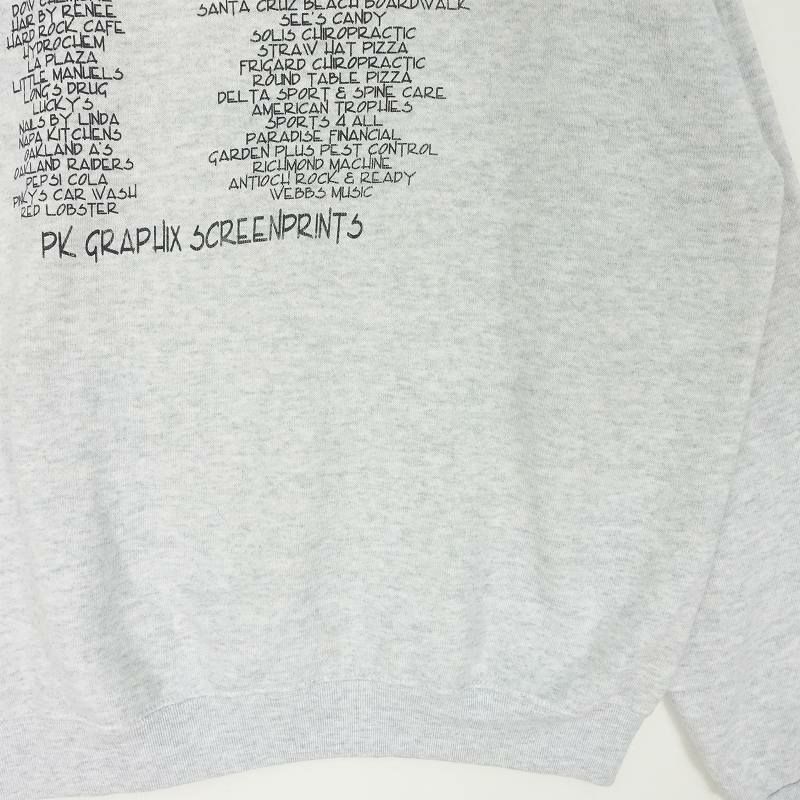 HAIR BY RENEE
HARD ROCK CAFE
HYDROCHEM
LA PLAZA
LITTLE MANUELS
LONGS DRUG
LUCKY'S
NAILS BY LINDA
NAPA KITCHENS
OAKLAND A'S
OAKLAND RAIDERS
PEPSI COLA
PINKY'S CAR WASH
RED LOBSTER
SANTA CRUZ BEACH BOARDWALK
SEE'S CANDY
SOLIS CHIROPRACTIC
STRAW HAT PIZZA
FRIGARD CHIROPRACTIC
ROUND TABLE PIZZA
DELTA SPORT & SPINE CARE
AMERICAN TROPHIES
SPORTS 4 ALL
PARADISE FINANCIAL
GARDEN PLUS PEST CONTROL
RICHMOND MACHINE
ANTIOCH ROCK & READY
WEBBS MUSIC
PK GRAPHIX SCREENPRINTS